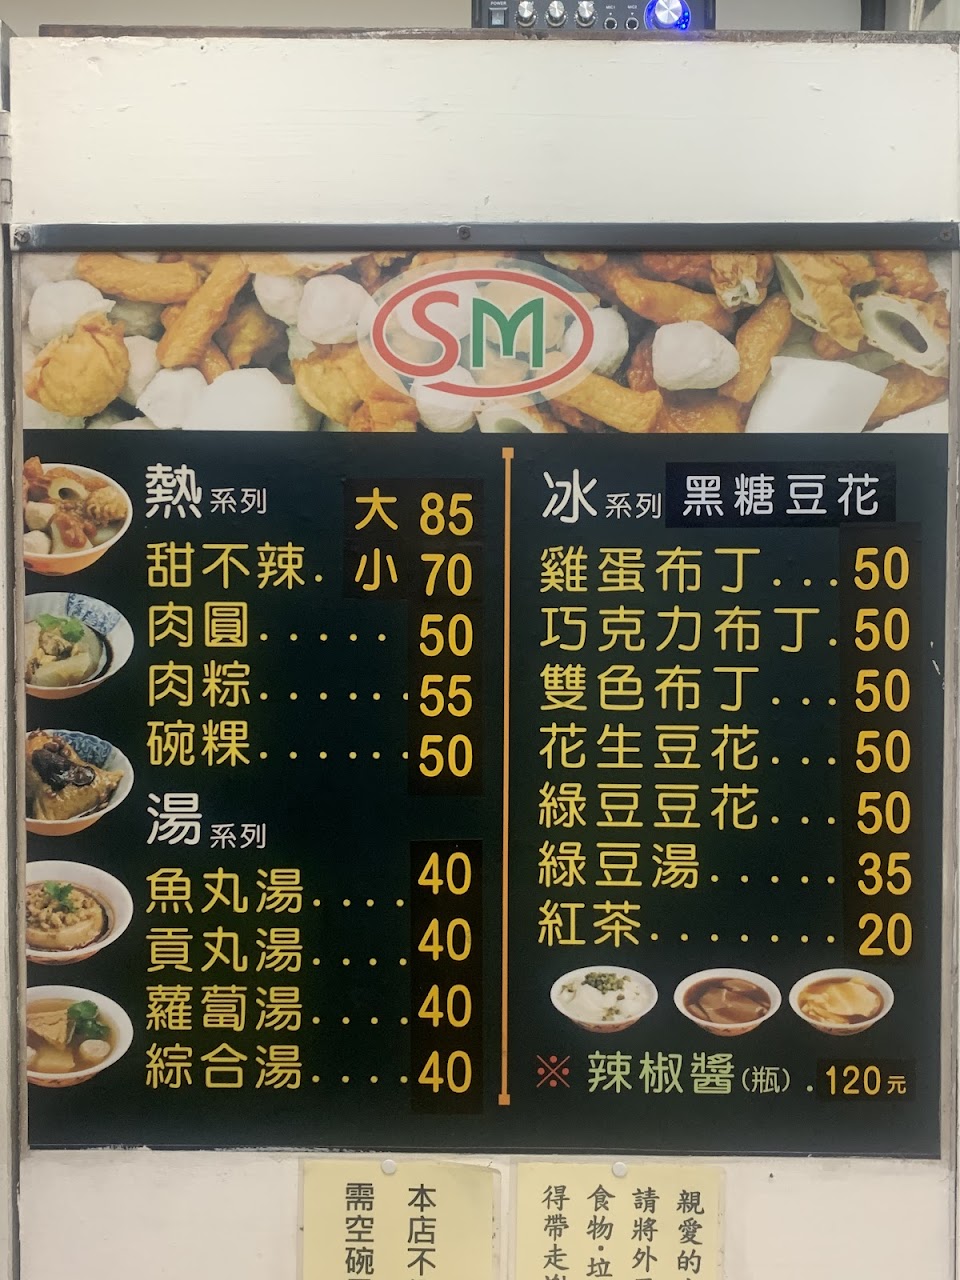 POWER
MIC1 MIC2
SM
熱系列 大 85
甜不辣. 小 70
肉圓..... 50
肉粽...... 55
碗粿...... 50
湯系列
魚丸湯.... 40
貢丸湯.... 40
蘿蔔湯.... 40
綜合湯.... 40
冰系列 黑糖豆花
雞蛋布丁... 50
巧克力布丁. 50
雙色布丁... 50
花生豆花... 50
綠豆豆花... 50
綠豆湯..... 35
紅茶....... 20
※辣椒醬(瓶). 120元
本店不
需空碗
親愛的
請將外
食物·垃
得帶走